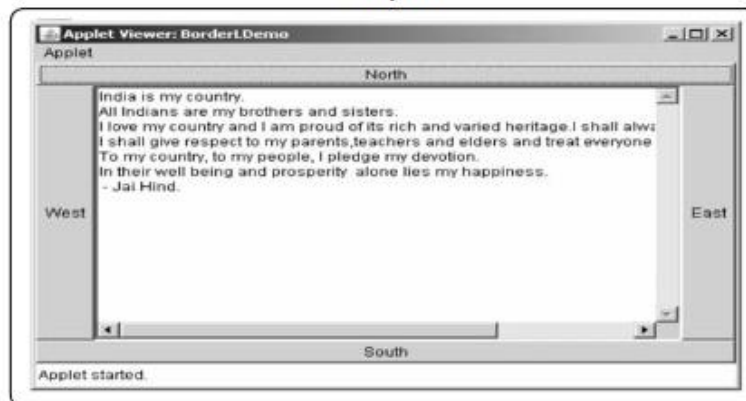 Applet Viewer: BorderLDemo
Applet
North
India is my country.
All Indians are my brothers and sisters.
I love my country and I am proud of its rich and varied heritage.I shall alwa
I shall give respect to my parents,teachers and elders and treat everyone
To my country, to my people, I pledge my devotion.
In their well being and prosperity alone lies my happiness.
- Jai Hind.
West
East
South
Applet started.